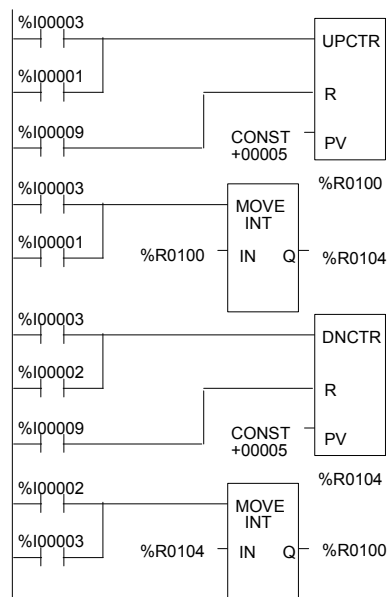 %I00003
UPCTR
%I00001
R
%I00009
CONST
+00005
PV
%R0100
%I00003
MOVE
INT
%I00001
%R0100 IN Q %R0104
%I00003
DNCTR
%I00002
R
%I00009
CONST
+00005
PV
%R0104
%I00002
MOVE
INT
%I00003
%R0104 IN Q %R0100